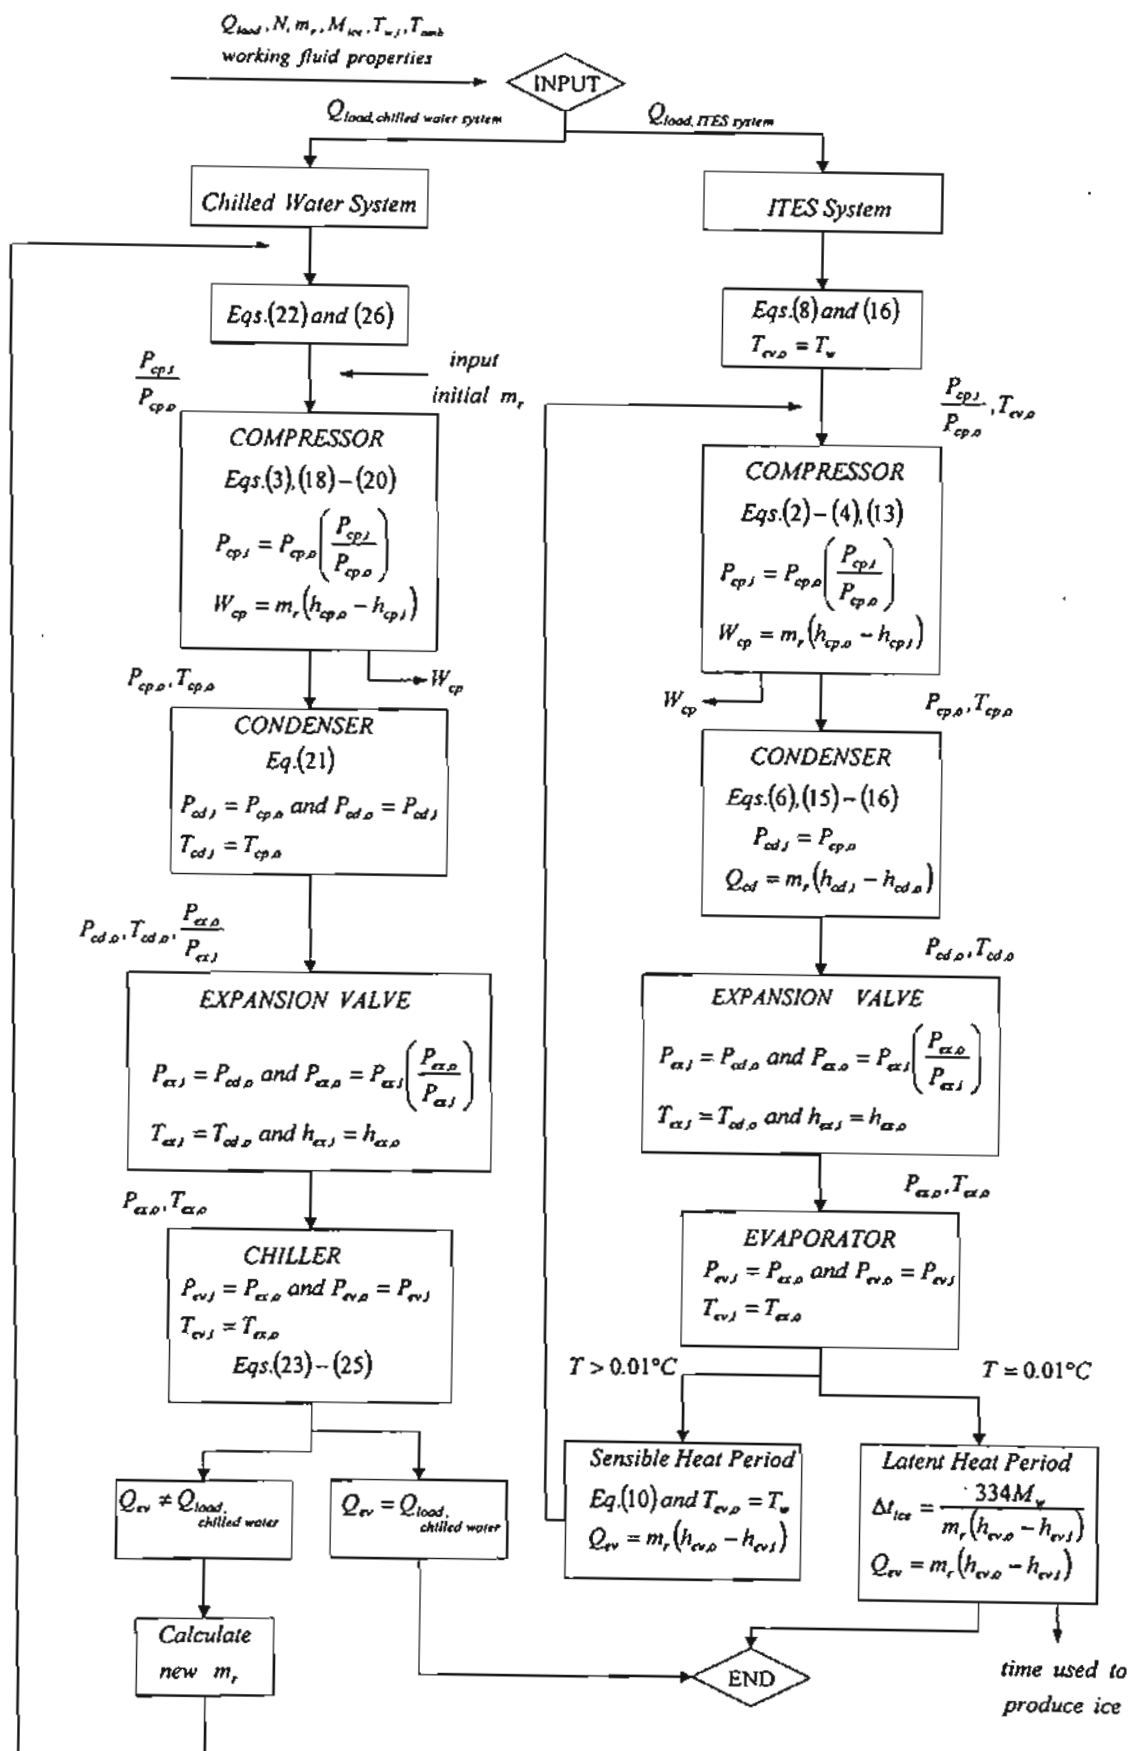 Q_load, N, m_r, M_ice, T_w,i, T_amb
working fluid properties
INPUT
Q_load, chilled water system
Q_load, ITES system
Chilled Water System
Eqs.(22) and (26)
input
initial m_r
P_cp,i / P_cp,o
COMPRESSOR
Eqs.(3),(18)–(20)
P_cp,i = P_cp,o (P_cp,i / P_cp,o)
W_cp = m_r (h_cp,o − h_cp,i)
W_cp
P_cp,o, T_cp,o
CONDENSER
Eq.(21)
P_cd,i = P_cp,o and P_cd,o = P_cd,i
T_cd,i = T_cp,o
P_cd,o, T_cd,o, P_ex,o / P_ex,i
EXPANSION VALVE
P_ex,i = P_cd,o and P_ex,o = P_ex,i (P_ex,o / P_ex,i)
T_ex,i = T_cd,o and h_ex,i = h_ex,o
P_ex,o, T_ex,o
CHILLER
P_ev,i = P_ex,o and P_ev,o = P_ev,i
T_ev,i = T_ex,o
Eqs.(23)–(25)
Q_ev ≠ Q_load, chilled water
Q_ev = Q_load, chilled water
Calculate
new m_r
ITES System
Eqs.(8) and (16)
T_ev,o = T_w
P_cp,i / P_cp,o, T_ev,o
COMPRESSOR
Eqs.(2)–(4),(13)
P_cp,i = P_cp,o (P_cp,i / P_cp,o)
W_cp = m_r (h_cp,o − h_cp,i)
W_cp
P_cp,o, T_cp,o
CONDENSER
Eqs.(6),(15)–(16)
P_cd,i = P_cp,o
Q_cd = m_r (h_cd,i − h_cd,o)
P_cd,o, T_cd,o
EXPANSION VALVE
P_ex,i = P_cd,o and P_ex,o = P_ex,i (P_ex,o / P_ex,i)
T_ex,i = T_cd,o and h_ex,i = h_ex,o
P_ex,o, T_ex,o
EVAPORATOR
P_ev,i = P_ex,o and P_ev,o = P_ev,i
T_ev,i = T_ex,o
T > 0.01°C
T = 0.01°C
Sensible Heat Period
Eq.(10) and T_ev,o = T_w
Q_ev = m_r (h_ev,o − h_ev,i)
Latent Heat Period
Δt_ice = 334M_w / m_r (h_ev,o − h_ev,i)
Q_ev = m_r (h_ev,o − h_ev,i)
END
time used to
produce ice